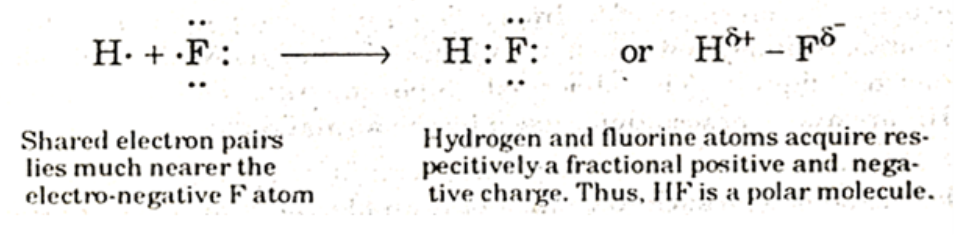 H· + ·F̤̈ : ⟶ H : F̤̈: or Hᵟ⁺ – Fᵟ⁻
Shared electron pairs
lies much nearer the
electro-negative F atom
Hydrogen and fluorine atoms acquire res-
pecitively a fractional positive and nega-
tive charge. Thus, HF is a polar molecule.